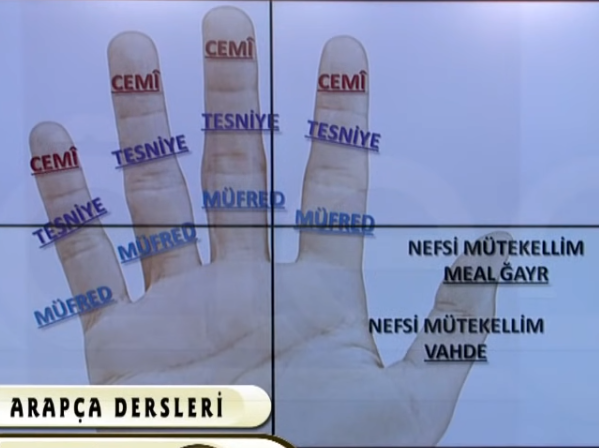 CEMÎ
CEMÎ
CEMÎ
CEMÎ
TESNİYE
TESNİYE
TESNİYE
TESNİYE
MÜFRED
MÜFRED
MÜFRED
MÜFRED
NEFSİ MÜTEKELLİM
MEAL ĞAYR
NEFSİ MÜTEKELLİM
VAHDE
ARAPÇA DERSLERİ